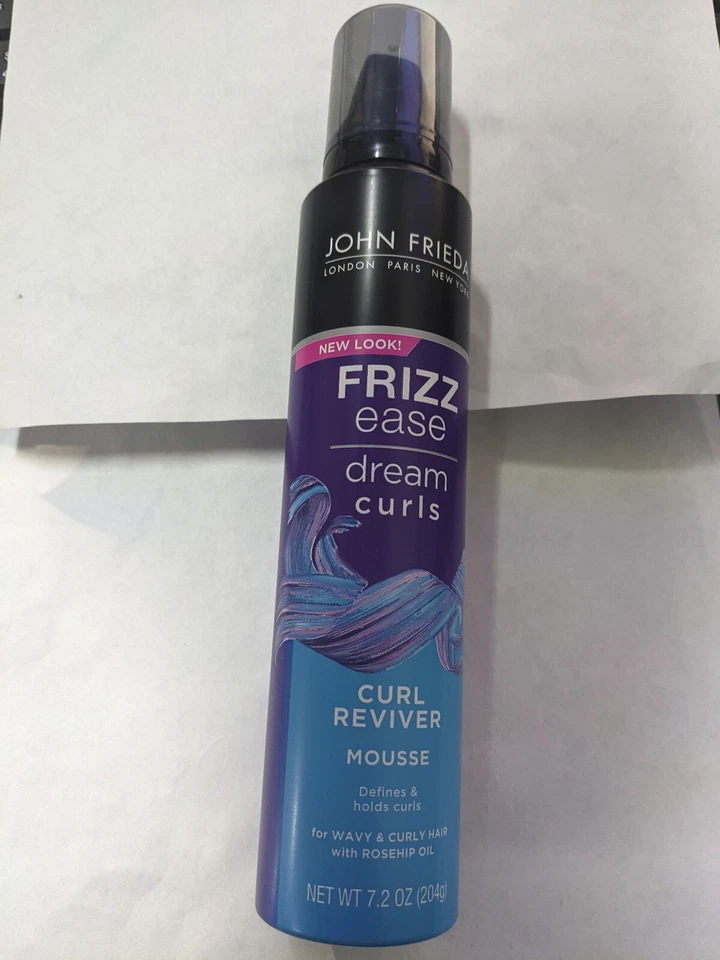 JOHN FRIEDA
LONDON PARIS NEW YORK
NEW LOOK!
FRIZZ
ease
dream
curls
CURL
REVIVER
MOUSSE
Defines &
holds curls
for WAVY & CURLY HAIR
with ROSEHIP OIL
NET WT 7.2 OZ (204g)